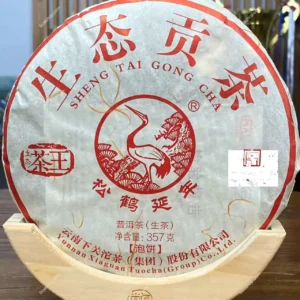 生态贡茶
SHENG TAI GONG CHA
茶王
®
松鹤延年
普洱茶(生茶)
净含量:357克
【泡饼】
云南下关沱茶(集团)股份有限公司
Yunnan Xiaguan Tuocha(Group)Co.,Ltd.